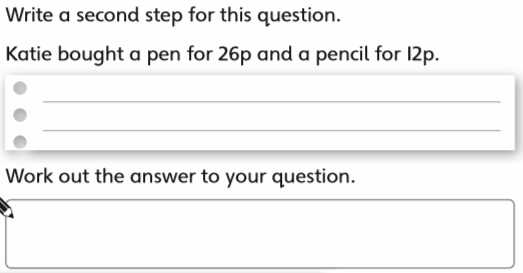 Write a second step for this question.
Katie bought a pen for 26p and a pencil for 12p.
Work out the answer to your question.